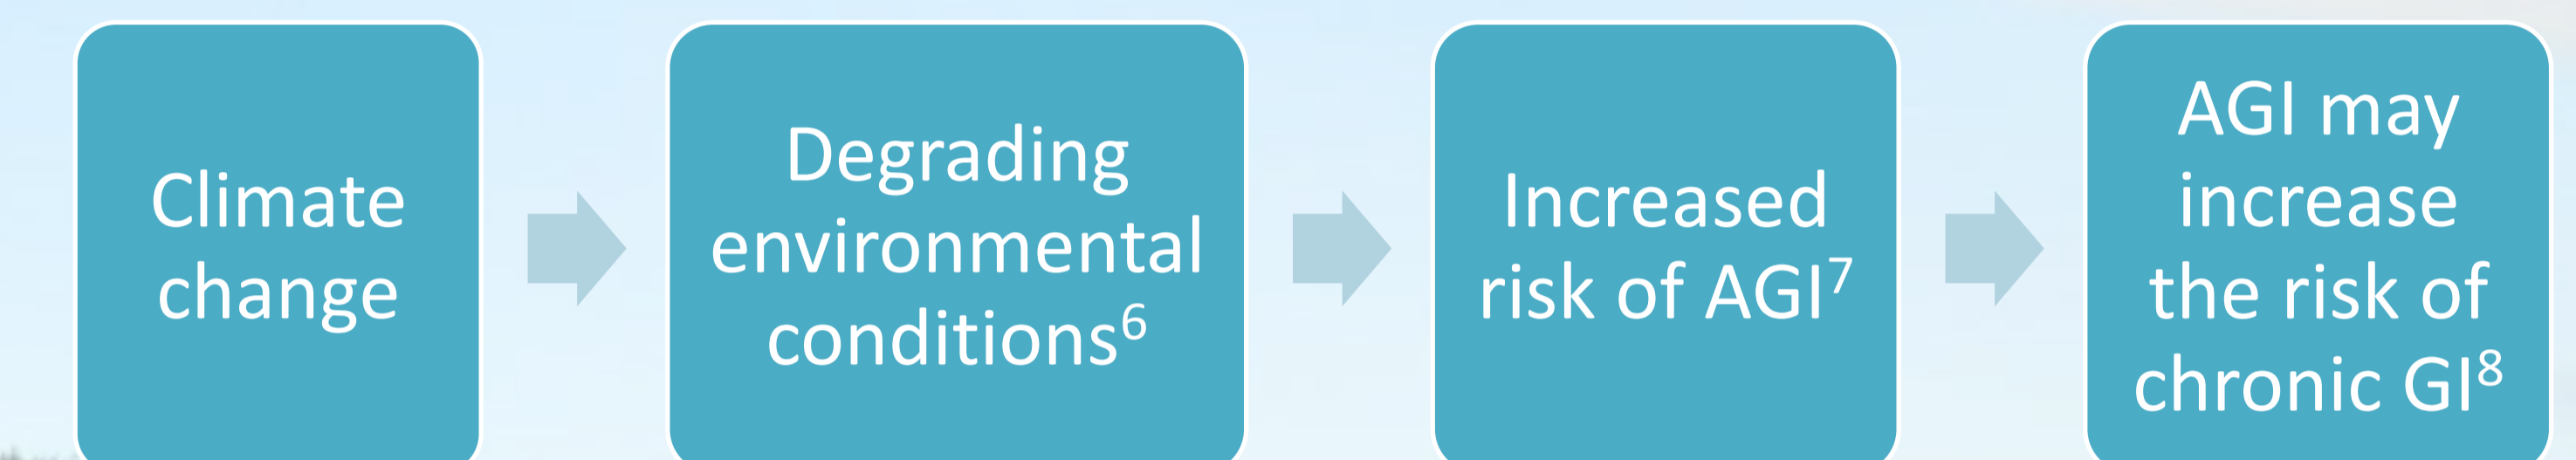 Climate
change
Degrading
environmental
conditions⁶
Increased
risk of AGI⁷
AGI may
increase
the risk of
chronic GI⁸